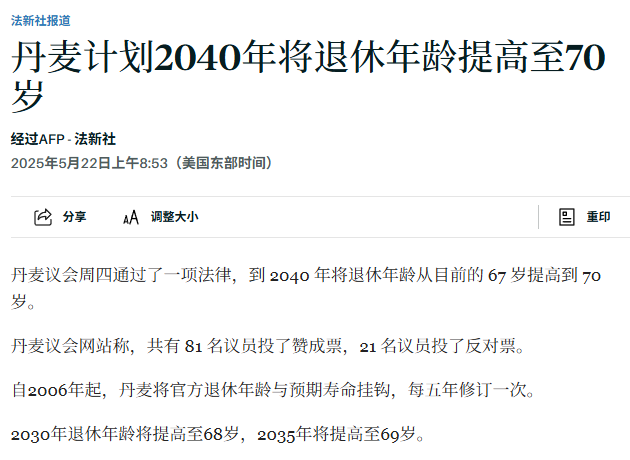 法新社报道
丹麦计划2040年将退休年龄提高至70
岁
经过AFP - 法新社
2025年5月22日上午8:53（美国东部时间）
分享
AA 调整大小
重印
丹麦议会周四通过了一项法律，到 2040 年将退休年龄从目前的 67 岁提高到 70
岁。
丹麦议会网站称，共有 81 名议员投了赞成票，21 名议员投了反对票。
自2006年起，丹麦将官方退休年龄与预期寿命挂钩，每五年修订一次。
2030年退休年龄将提高至68岁，2035年将提高至69岁。